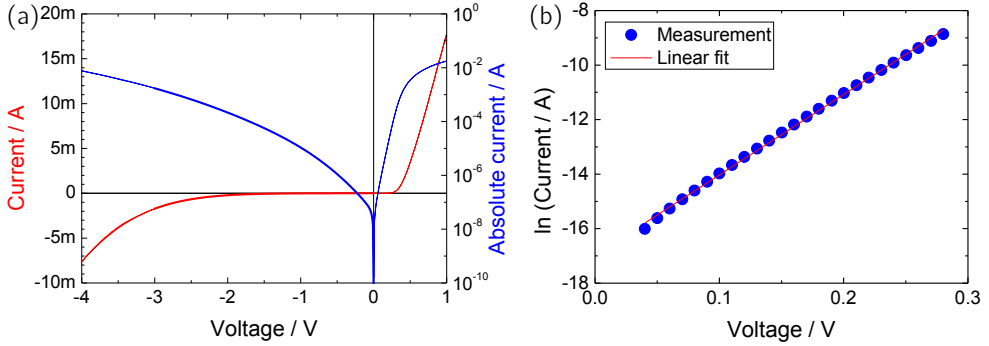 (a)
20m
15m
10m
5m
0
-5m
-10m
Current / A
-4
-3
-2
-1
0
1
Voltage / V
10⁰
10⁻²
10⁻⁴
10⁻⁶
10⁻⁸
10⁻¹⁰
Absolute current / A
(b)
-8
-10
-12
-14
-16
-18
ln (Current / A)
Measurement
Linear fit
0.0
0.1
0.2
0.3
Voltage / V